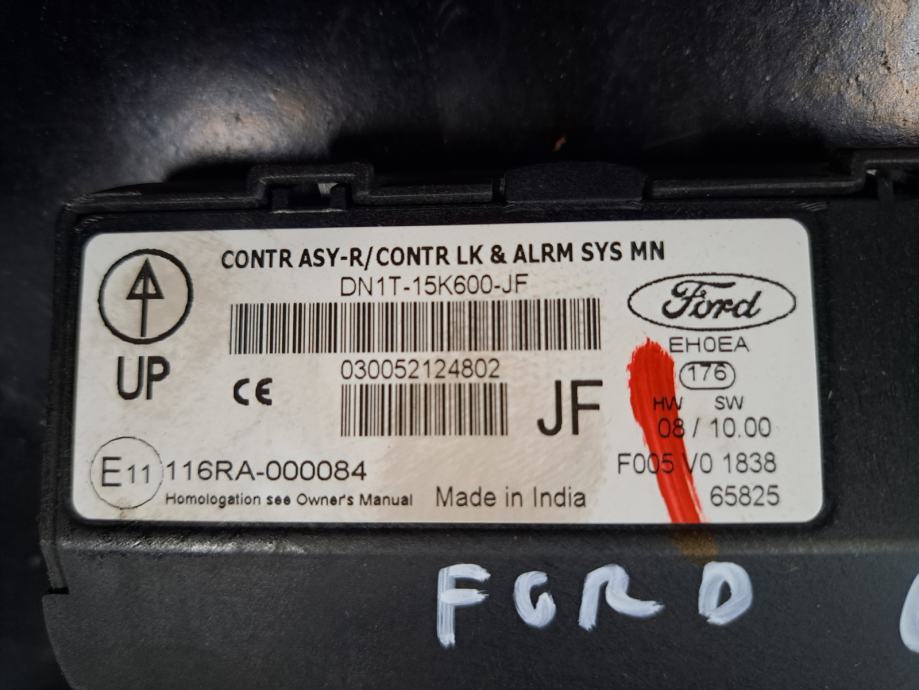 CONTR ASY-R/CONTR LK & ALRM SYS MN
DN1T-15K600-JF
Ford
UP
EH0EA
176
CE
030052124802
JF
HW SW
08 / 10.00
E11 116RA-000084
F005 V0 1838
Homologation see Owner's Manual
Made in India
65825
FORD